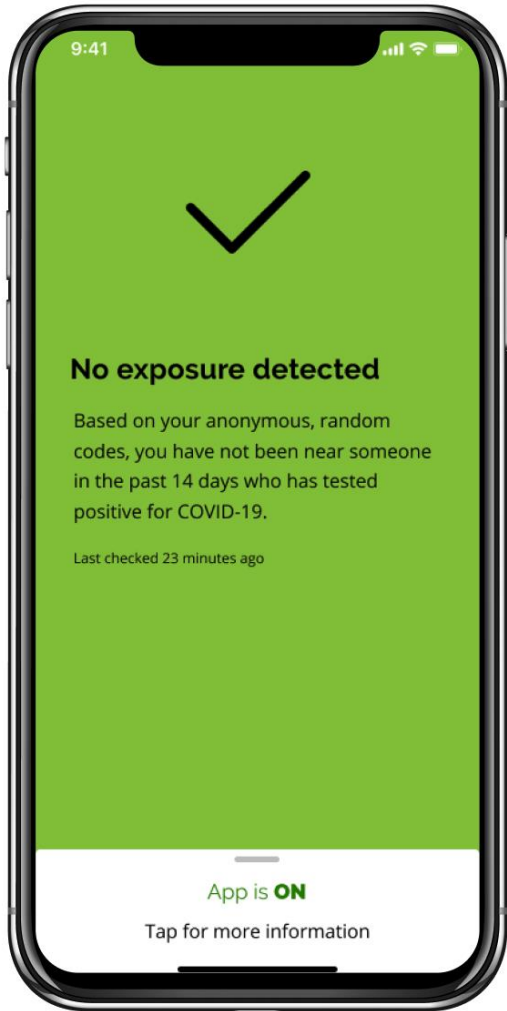 9:41
No exposure detected
Based on your anonymous, random
codes, you have not been near someone
in the past 14 days who has tested
positive for COVID-19.
Last checked 23 minutes ago
App is ON
Tap for more information